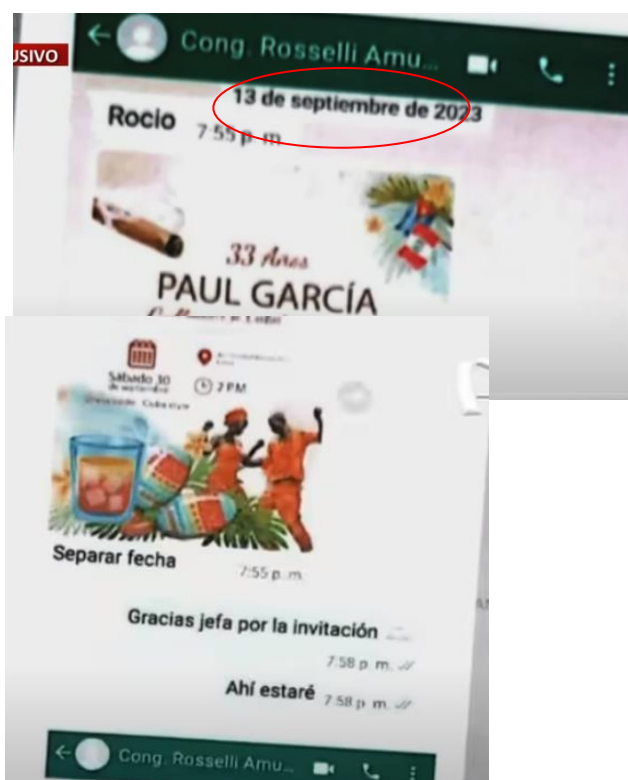 USIVO
Cong. Rosselli Amu...
13 de septiembre de 2023
Rocio 7:55 p. m.
33 Años
PAUL GARCÍA
Sábado 30
de septiembre
2 PM
Separar fecha
7:55 p. m.
Gracias jefa por la invitación
7:58 p. m.
Ahí estaré 7:58 p. m.
Cong. Rosselli Amu...